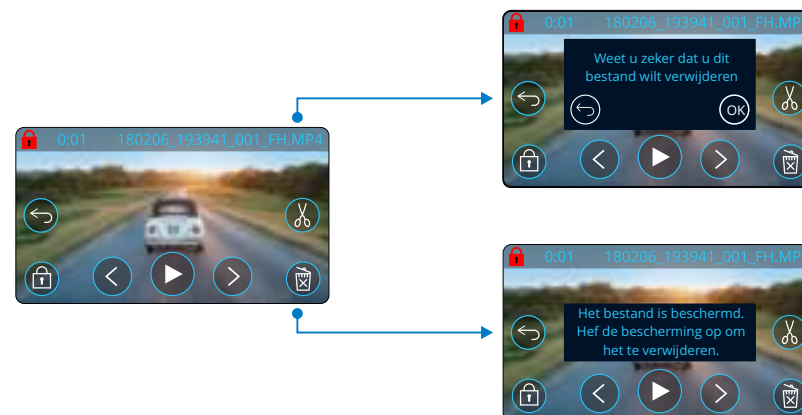 0:01 180206_193941_001_FH.MP4
0:01 180206_193941_001_FH.MP
Weet u zeker dat u dit
bestand wilt verwijderen
OK
0:01 180206_193941_001_FH.MP
Het bestand is beschermd.
Hef de bescherming op om
het te verwijderen.